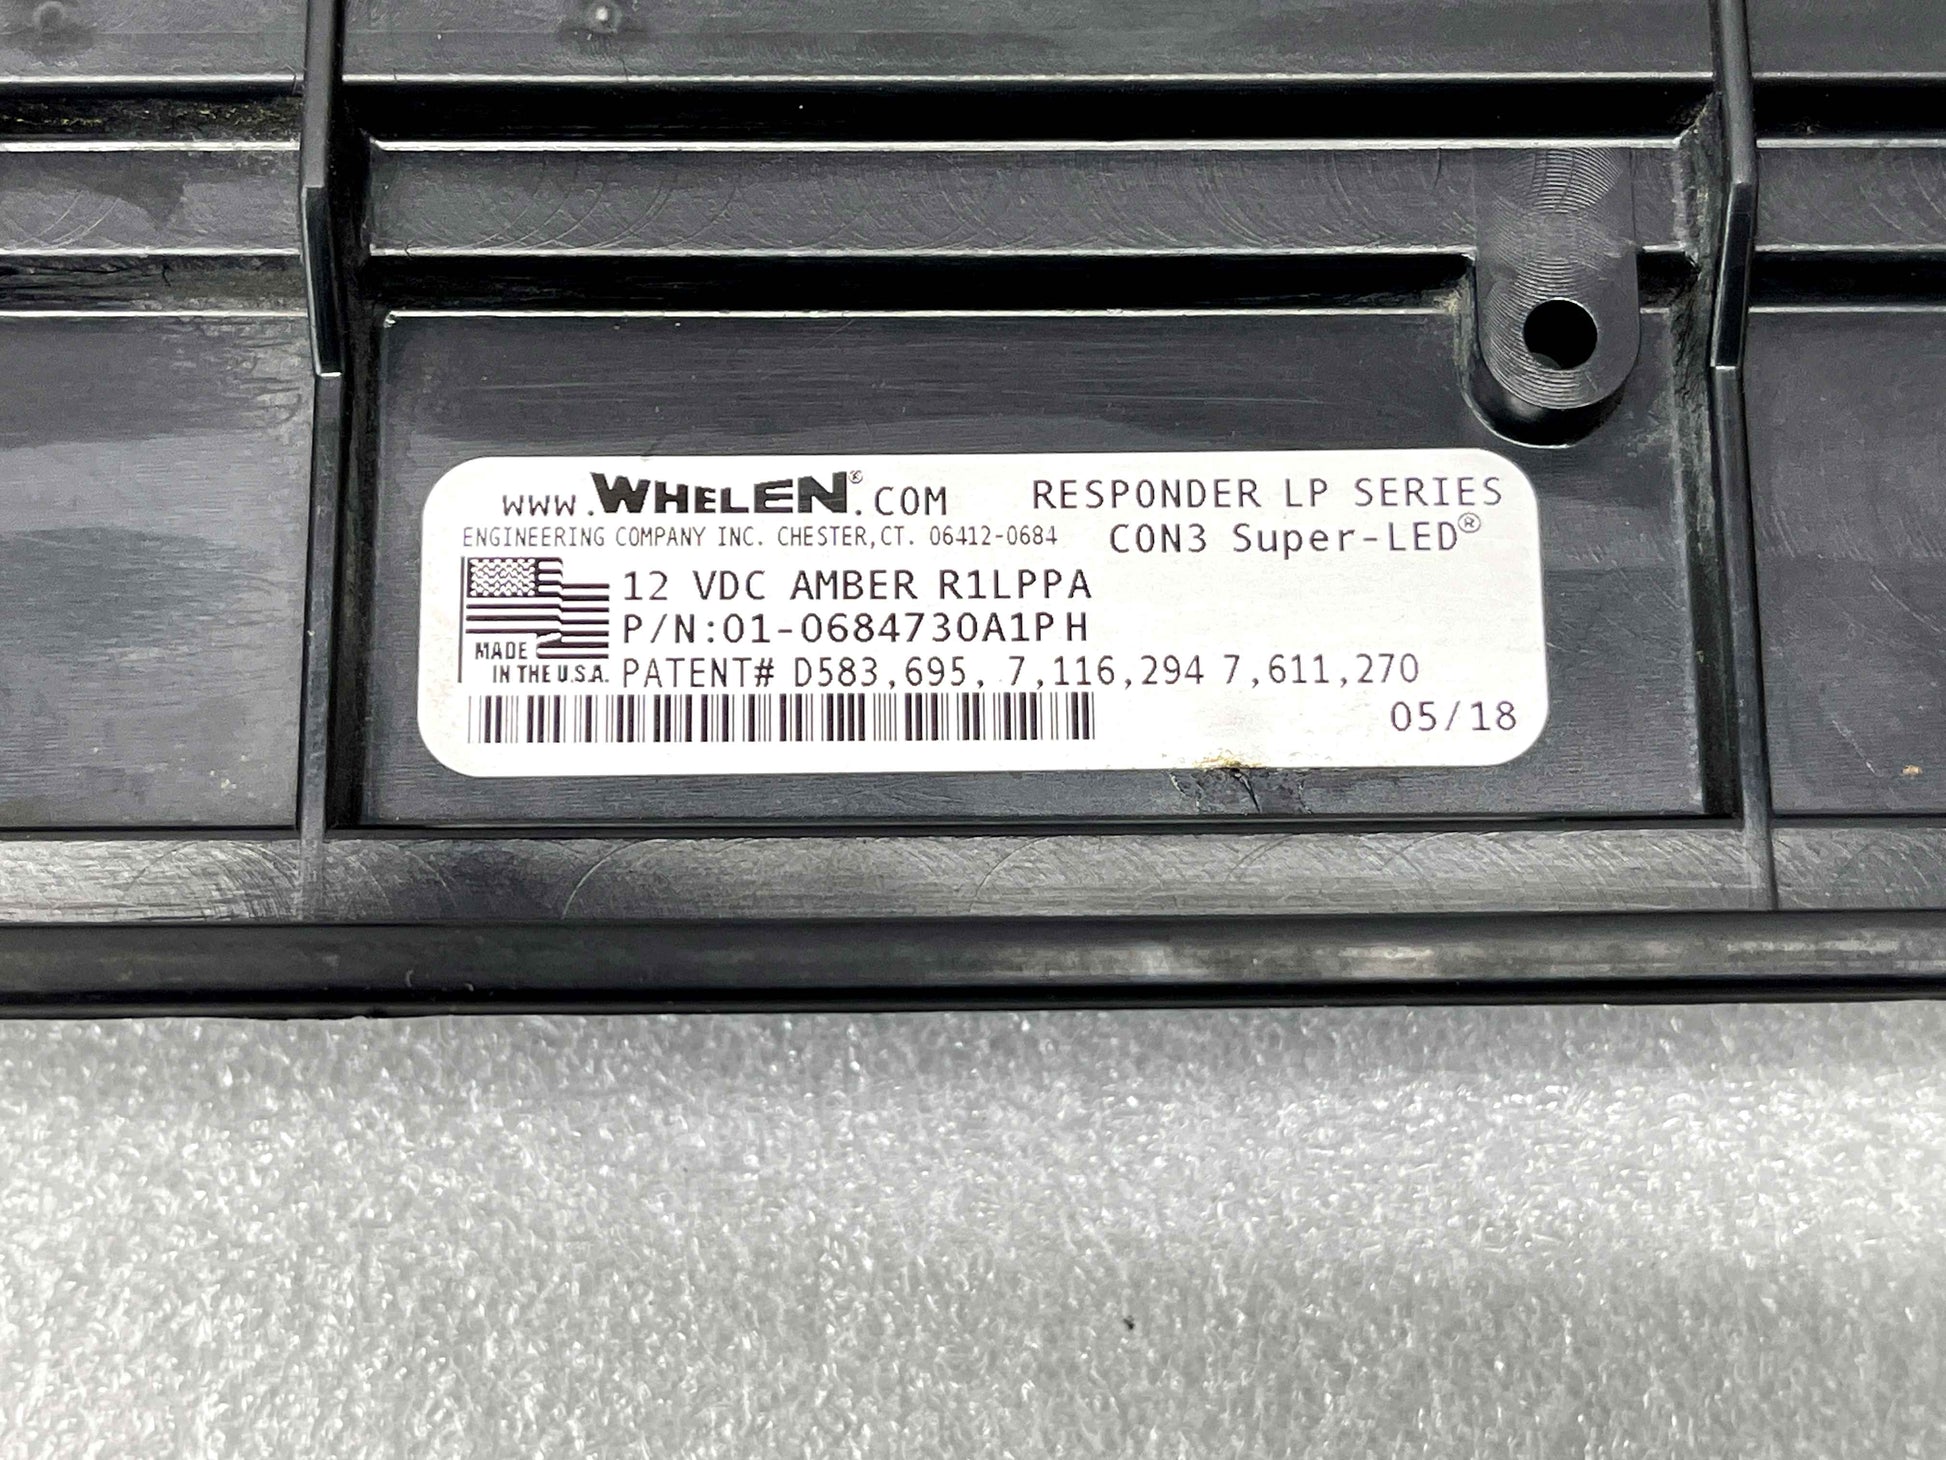 www.WHELEN®.COM
ENGINEERING COMPANY INC. CHESTER,CT. 06412-0684
RESPONDER LP SERIES
CON3 Super-LED®
12 VDC AMBER R1LPPA
P/N:01-0684730A1PH
MADE
IN THE U.S.A.
PATENT# D583,695, 7,116,294 7,611,270
05/18